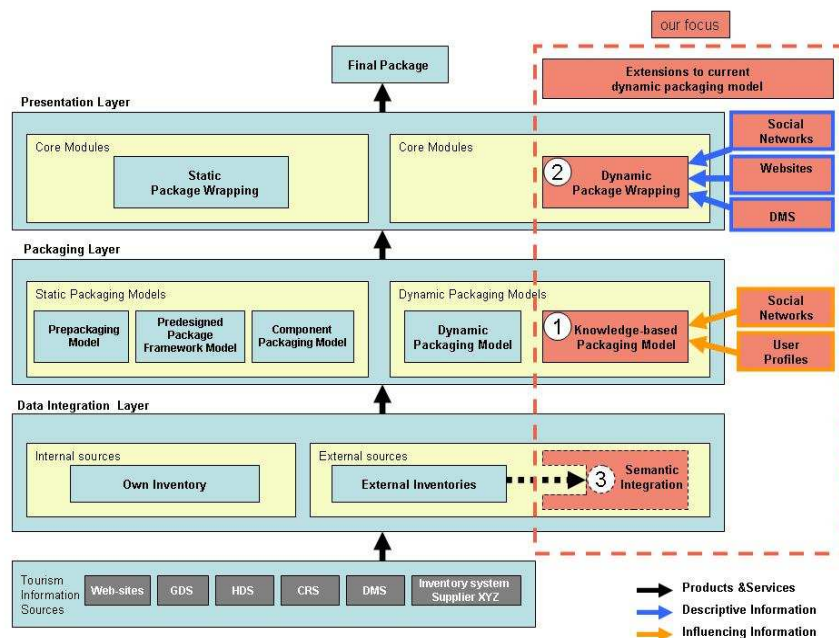 our focus
Final Package
Extensions to current
dynamic packaging model
Presentation Layer
Core Modules
Static
Package Wrapping
Core Modules
2
Dynamic
Package Wrapping
Social
Networks
Websites
DMS
Packaging Layer
Static Packaging Models
Prepackaging
Model
Predesigned
Package
Framework Model
Component
Packaging Model
Dynamic Packaging Models
Dynamic
Packaging Model
1
Knowledge-based
Packaging Model
Social
Networks
User
Profiles
Data Integration Layer
Internal sources
Own Inventory
External sources
External Inventories
3
Semantic
Integration
Tourism
Information
Sources
Web-sites
GDS
HDS
CRS
DMS
Inventory system
Supplier XYZ
Products &Services
Descriptive Information
Influencing Information